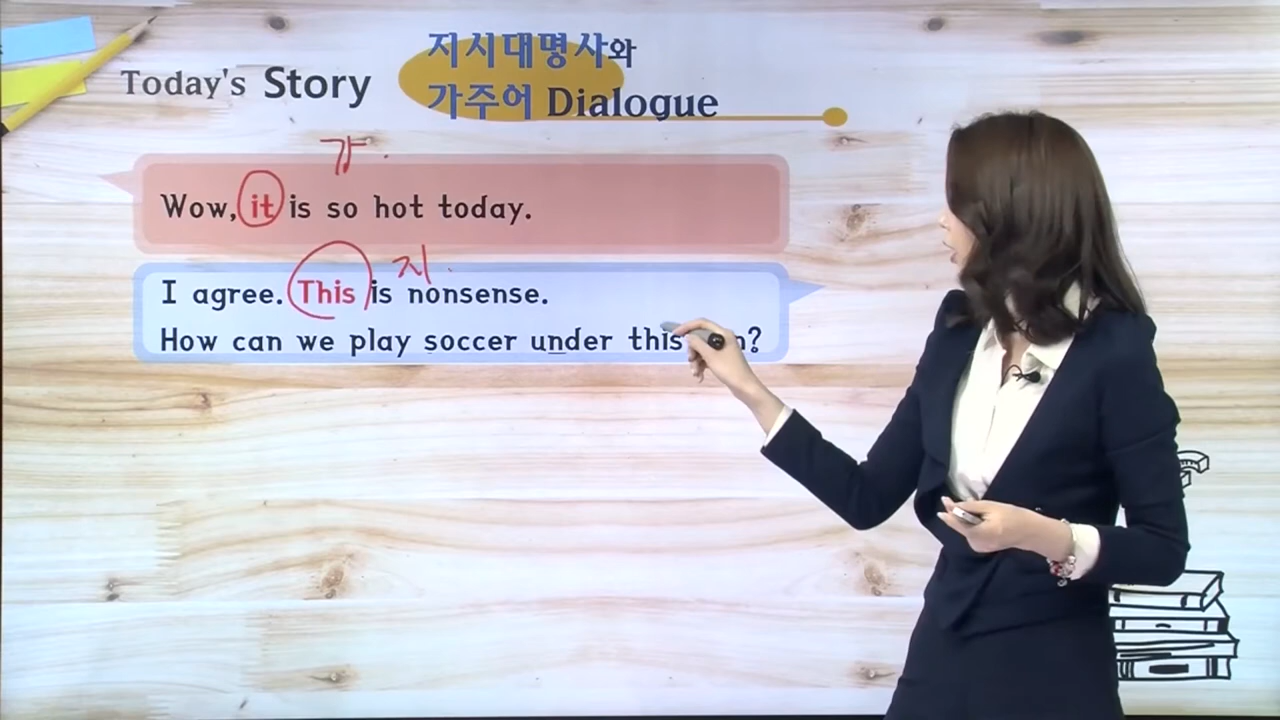 Today's Story
지시대명사와
가주어 Dialogue
가.
Wow, it is so hot today.
지.
I agree. This is nonsense.
How can we play soccer under this